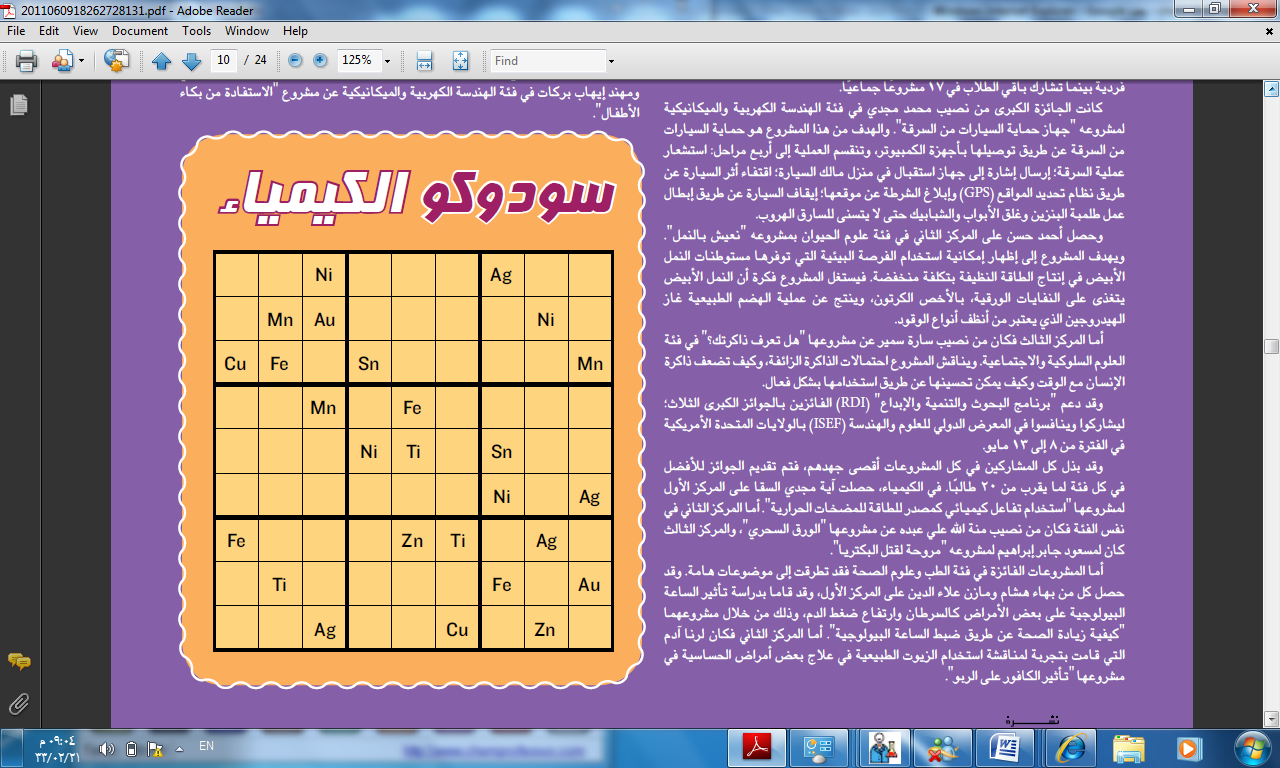 2011060918262728131.pdf - Adobe Reader
File Edit View Document Tools Window Help
10 / 24 125% Find
فردية بينما تشارك باقي الطلاب في ١٧ مشروعًا جماعيًا.
كانت الجائزة الكبرى من نصيب محمد مجدي في فئة الهندسة الكهربية والميكانيكية
لمشروعه "جهاز حماية السيارات من السرقة". والهدف من هذا المشروع هو حماية السيارات
من السرقة عن طريق توصيلها بأجهزة الكمبيوتر، وتنقسم العملية إلى أربع مراحل: استشعار
عملية السرقة؛ إرسال إشارة إلى جهاز استقبال في منزل مالك السيارة؛ اقتفاء أثر السيارة عن
طريق نظام تحديد المواقع (GPS) وإبلاغ الشرطة عن موقعها؛ إيقاف السيارة عن طريق إبطال
عمل طلمبة البنزين وغلق الأبواب والشبابيك حتى لا يتسنى للسارق الهروب.
وحصل أحمد حسن على المركز الثاني في فئة علوم الحيوان بمشروعه "نعيش بالنمل".
ويهدف المشروع إلى إظهار إمكانية استخدام الفرصة البيئية التي توفرها مستوطنات النمل
الأبيض في إنتاج الطاقة النظيفة بتكلفة منخفضة. فيستغل المشروع فكرة أن النمل الأبيض
يتغذى على النفايات الورقية، بالأخص الكرتون، وينتج عن عملية الهضم الطبيعية غاز
الهيدروجين الذي يعتبر من أنظف أنواع الوقود.
أما المركز الثالث فكان من نصيب سارة سمير عن مشروعها "هل تعرف ذاكرتك؟" في فئة
العلوم السلوكية والاجتماعية. ويناقش المشروع احتمالات الذاكرة الزائفة، وكيف تضعف ذاكرة
الإنسان مع الوقت وكيف يمكن تحسينها عن طريق استخدامها بشكل فعال.
وقد دعم "برنامج البحوث والتنمية والإبداع" (RDI) الفائزين بالجوائز الكبرى الثلاث؛
ليشاركوا وينافسوا في المعرض الدولي للعلوم والهندسة (ISEF) بالولايات المتحدة الأمريكية
في الفترة من ٨ إلى ١٣ مايو.
وقد بذل كل المشاركين في كل المشروعات أقصى جهدهم، فتم تقديم الجوائز للأفضل
في كل فئة لما يقرب من ٢٠ طالبًا. في الكيمياء، حصلت آية مجدي السقا على المركز الأول
لمشروعها "استخدام تفاعل كيميائي كمصدر للطاقة للمضخات الحرارية". أما المركز الثاني في
نفس الفئة فكان من نصيب منة الله علي عبده عن مشروعها "الورق السحري"، والمركز الثالث
كان لمسعود جابر إبراهيم لمشروعه "مروحة لقتل البكتريا".
أما المشروعات الفائزة في فئة الطب وعلوم الصحة فقد تطرقت إلى موضوعات هامة. وقد
حصل كل من بهاء هشام ومازن علاء الدين على المركز الأول، وقد قاما بدراسة تأثير الساعة
البيولوجية على بعض الأمراض كالسرطان وارتفاع ضغط الدم، وذلك من خلال مشروعهما
"كيفية زيادة الصحة عن طريق ضبط الساعة البيولوجية". أما المركز الثاني فكان لرنا آدم
التي قامت بتجربة لمناقشة استخدام الزيوت الطبيعية في علاج بعض أمراض الحساسية في
مشروعها "تأثير الكافور على الربو".
ومهند إيهاب بركات في فئة الهندسة الكهربية والميكانيكية عن مشروع "الاستفادة من بكاء
الأطفال".
سودوكو الكيمياء
Ni Ag
Mn Au Ni
Cu Fe Sn Mn
Mn Fe
Ni Ti Sn
Ni Ag
Fe Zn Ti Ag
Ti Fe Au
Ag Cu Zn
نشرة
EN
٠٩:٠٤ م
٣٣/٠٢/٢١